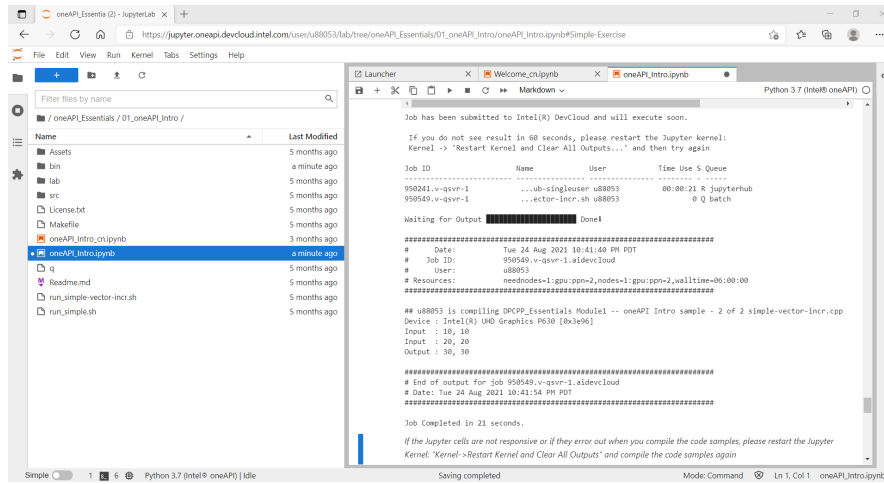 oneAPI_Essentia (2) - JupyterLab
https://jupyter.oneapi.devcloud.intel.com/user/u88053/lab/tree/oneAPI_Essentials/01_oneAPI_Intro/oneAPI_Intro.ipynb#Simple-Exercise
File Edit View Run Kernel Tabs Settings Help
Launcher
Welcome_cn.ipynb
oneAPI_Intro.ipynb
Markdown
Python 3.7 (Intel® oneAPI)
Filter files by name
/ oneAPI_Essentials / 01_oneAPI_Intro /
Name Last Modified
Assets 5 months ago
bin a minute ago
lab 5 months ago
src 5 months ago
License.txt 5 months ago
Makefile 5 months ago
oneAPI_Intro_cn.ipynb 3 months ago
oneAPI_Intro.ipynb a minute ago
q 5 months ago
Readme.md 5 months ago
run_simple-vector-incr.sh 5 months ago
run_simple.sh 5 months ago
Job has been submitted to Intel(R) DevCloud and will execute soon.
If you do not see result in 60 seconds, please restart the Jupyter kernel:
Kernel -> 'Restart Kernel and Clear All Outputs...' and then try again
Job ID Name User Time Use S Queue
------------------------- ---------------- --------------- -------- - -----
950241.v-qsvr-1 ...ub-singleuser u88053 00:00:21 R jupyterhub
950549.v-qsvr-1 ...ector-incr.sh u88053 0 Q batch
Waiting for Output ████████████████████ Done⬇
########################################################################
# Date: Tue 24 Aug 2021 10:41:40 PM PDT
# Job ID: 950549.v-qsvr-1.aidevcloud
# User: u88053
# Resources: neednodes=1:gpu:ppn=2,nodes=1:gpu:ppn=2,walltime=06:00:00
########################################################################
## u88053 is compiling DPCPP_Essentials Module1 -- oneAPI Intro sample - 2 of 2 simple-vector-incr.cpp
Device : Intel(R) UHD Graphics P630 [0x3e96]
Input : 10, 10
Input : 20, 20
Output : 30, 30
########################################################################
# End of output for job 950549.v-qsvr-1.aidevcloud
# Date: Tue 24 Aug 2021 10:41:54 PM PDT
########################################################################
Job Completed in 21 seconds.
If the Jupyter cells are not responsive or if they error out when you compile the code samples, please restart the Jupyter
Kernel: "Kernel->Restart Kernel and Clear All Outputs" and compile the code samples again
Simple 1 6 Python 3.7 (Intel® oneAPI) | Idle Saving completed Mode: Command Ln 1, Col 1 oneAPI_Intro.ipynb